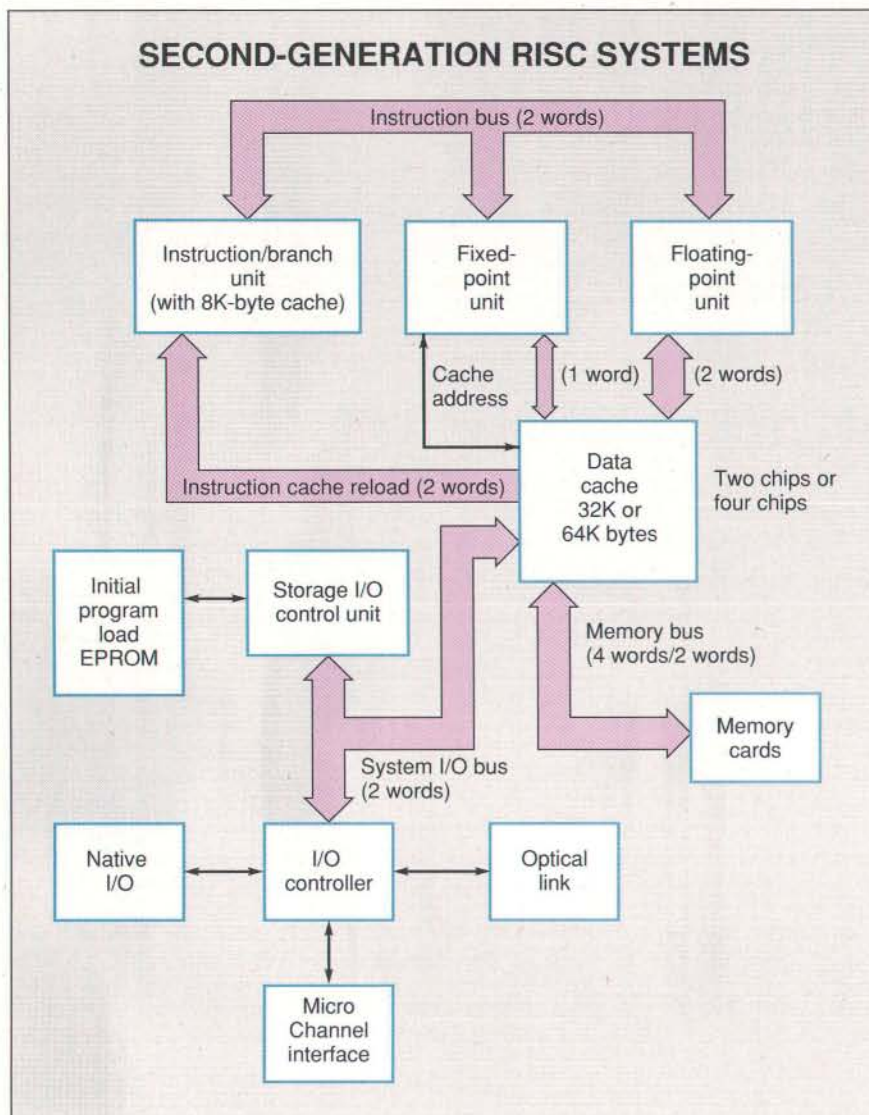 SECOND-GENERATION RISC SYSTEMS
Instruction bus (2 words)
Instruction/branch
unit
(with 8K-byte cache)
Fixed-
point
unit
Floating-
point
unit
Cache
address
(1 word)
(2 words)
Instruction cache reload (2 words)
Data
cache
32K or
64K bytes
Two chips or
four chips
Initial
program
load
EPROM
Storage I/O
control unit
Memory bus
(4 words/2 words)
Memory
cards
System I/O bus
(2 words)
Native
I/O
I/O
controller
Optical
link
Micro
Channel
interface